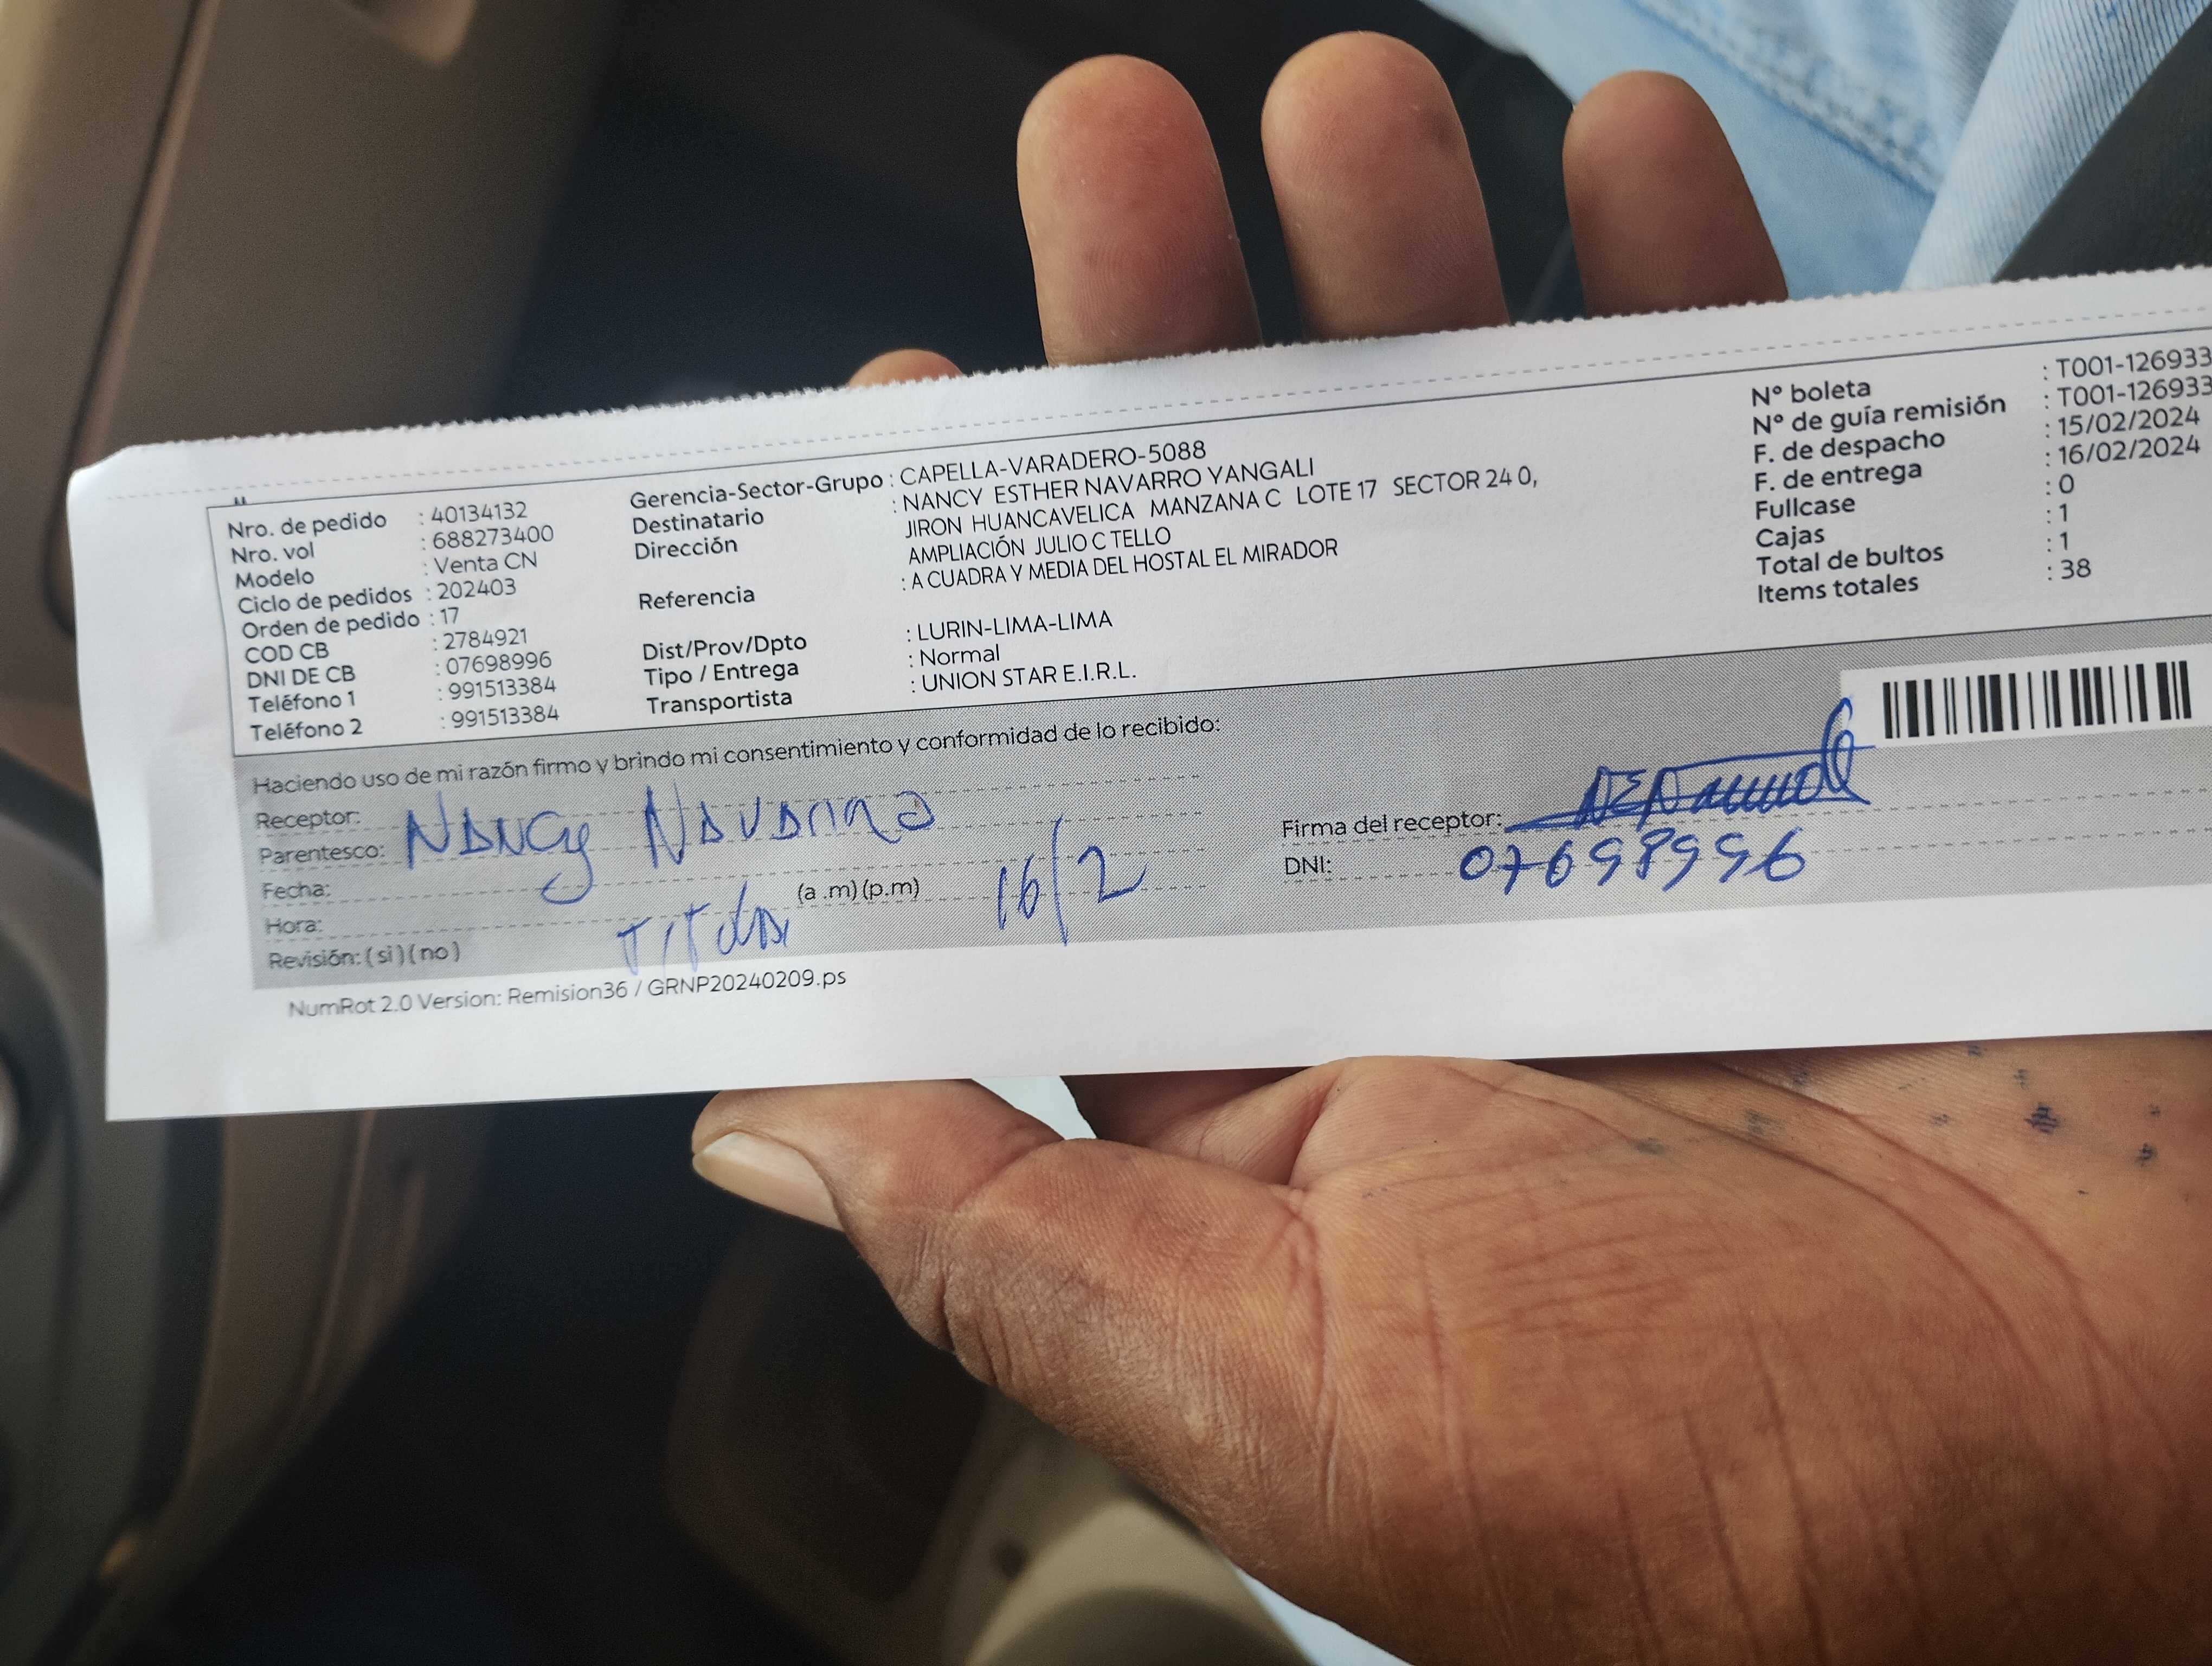 Nro. de pedido : 40134132
Nro. vol : 688273400
Modelo : Venta CN
Ciclo de pedidos : 202403
Orden de pedido : 17
COD CB : 2784921
DNI DE CB : 07698996
Teléfono 1 : 991513384
Teléfono 2 : 991513384
Gerencia-Sector-Grupo : CAPELLA-VARADERO-5088
Destinatario : NANCY ESTHER NAVARRO YANGALI
Dirección JIRON HUANCAVELICA MANZANA C LOTE 17 SECTOR 24 0,
AMPLIACIÓN JULIO C TELLO
Referencia : A CUADRA Y MEDIA DEL HOSTAL EL MIRADOR
Dist/Prov/Dpto : LURIN-LIMA-LIMA
Tipo / Entrega : Normal
Transportista : UNION STAR E.I.R.L.
N° boleta : T001-126933
N° de guía remisión : T001-126933
F. de despacho : 15/02/2024
F. de entrega : 16/02/2024
Fullcase : 0
Cajas : 1
Total de bultos : 1
Items totales : 38
Haciendo uso de mi razón firmo y brindo mi consentimiento y conformidad de lo recibido:
Receptor: Nancy Navarro
Parentesco:
Fecha: 16/2
Hora: (a .m) (p.m)
Titular
Revisión: ( si ) ( no )
Firma del receptor:
DNI: 07698996
NumRot 2.0 Version: Remision36 / GRNP20240209.ps